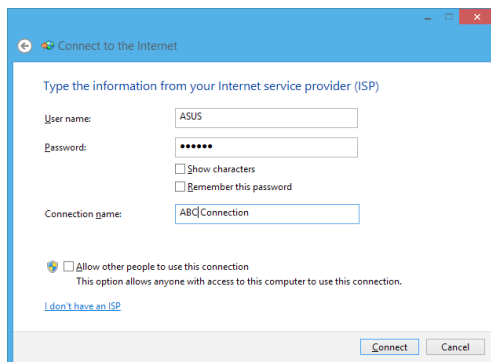 Connect to the Internet
Type the information from your Internet service provider (ISP)
User name: ASUS
Password: ••••••
Show characters
Remember this password
Connection name: ABC Connection
Allow other people to use this connection
This option allows anyone with access to this computer to use this connection.
I don't have an ISP
Connect Cancel